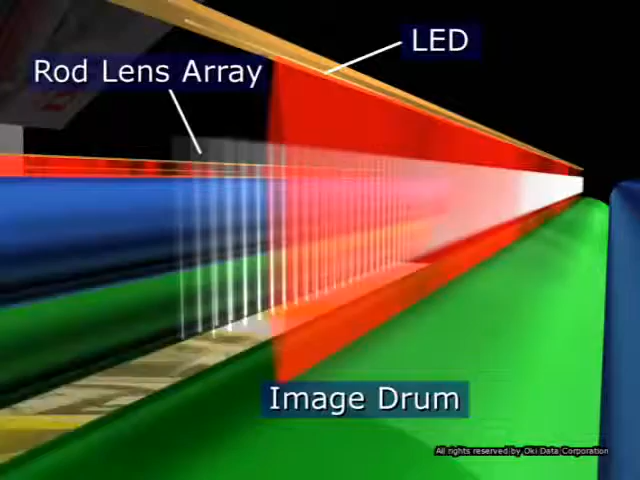 LED
Rod Lens Array
Image Drum
All rights reserved by Oki Data Corporation